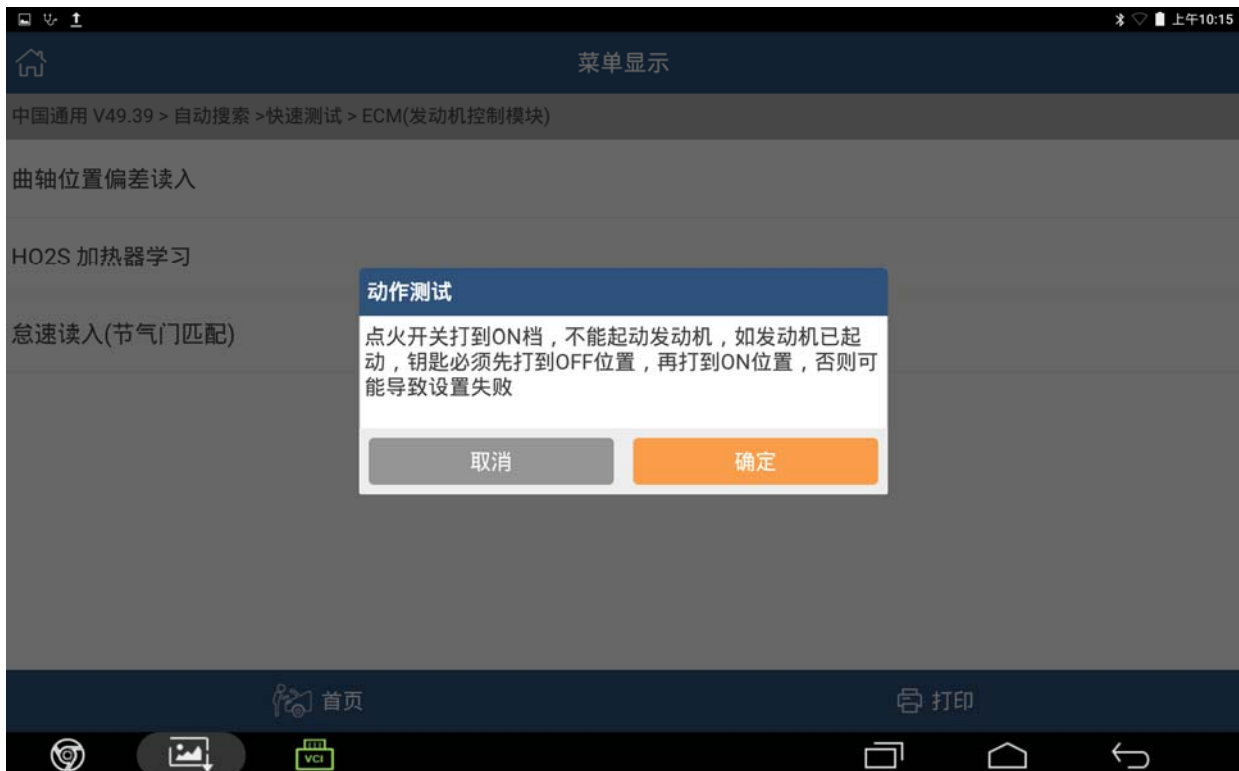 上午10:15
菜单显示
中国通用 V49.39 > 自动搜索 >快速测试 > ECM(发动机控制模块)
曲轴位置偏差读入
HO2S 加热器学习
怠速读入(节气门匹配)
动作测试
点火开关打到ON档，不能起动发动机，如发动机已起
动，钥匙必须先打到OFF位置，再打到ON位置，否则可
能导致设置失败
取消
确定
首页
打印
VCI